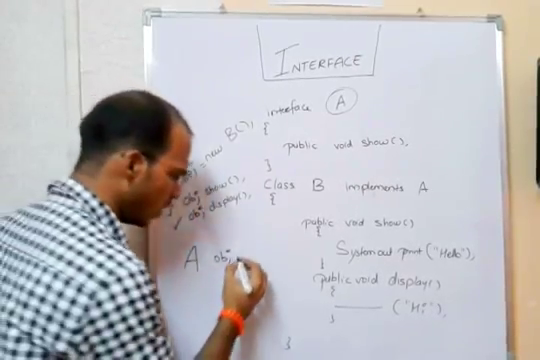 INTERFACE
interface A
{
public void show();
}
Class B implements A
{
public void show()
{
System out print ("Hello");
}
public void display()
{
("Hi");
}
}
new B();
obj show();
obj display();
A obj